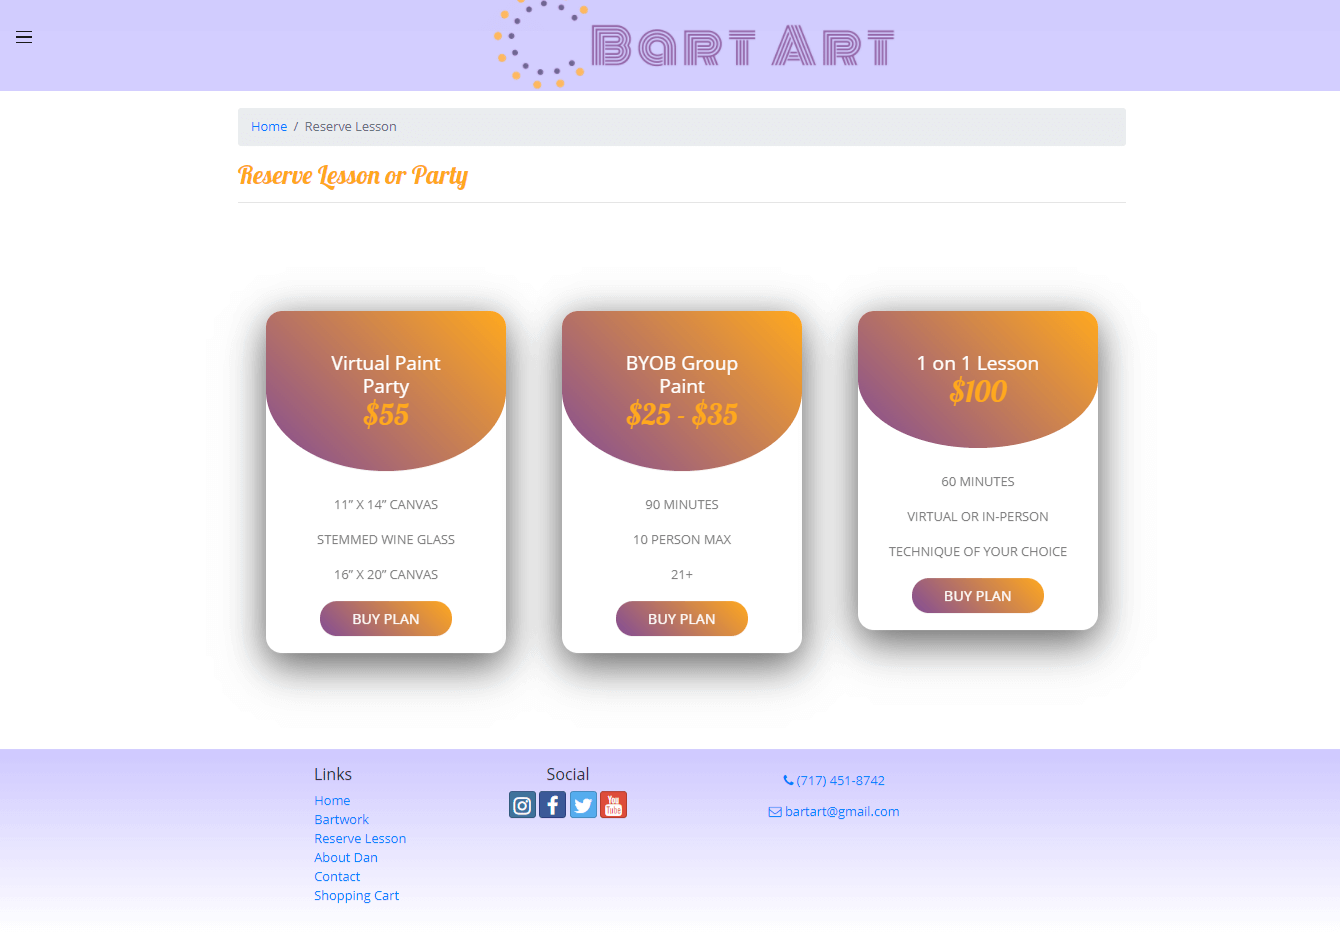 Bart Art
Home / Reserve Lesson
Reserve Lesson or Party
Virtual Paint
Party
$55
11” X 14” CANVAS
STEMMED WINE GLASS
16” X 20” CANVAS
BUY PLAN
BYOB Group
Paint
$25 - $35
90 MINUTES
10 PERSON MAX
21+
BUY PLAN
1 on 1 Lesson
$100
60 MINUTES
VIRTUAL OR IN-PERSON
TECHNIQUE OF YOUR CHOICE
BUY PLAN
Links
Home
Bartwork
Reserve Lesson
About Dan
Contact
Shopping Cart
Social
You
Tube
(717) 451-8742
bartart@gmail.com